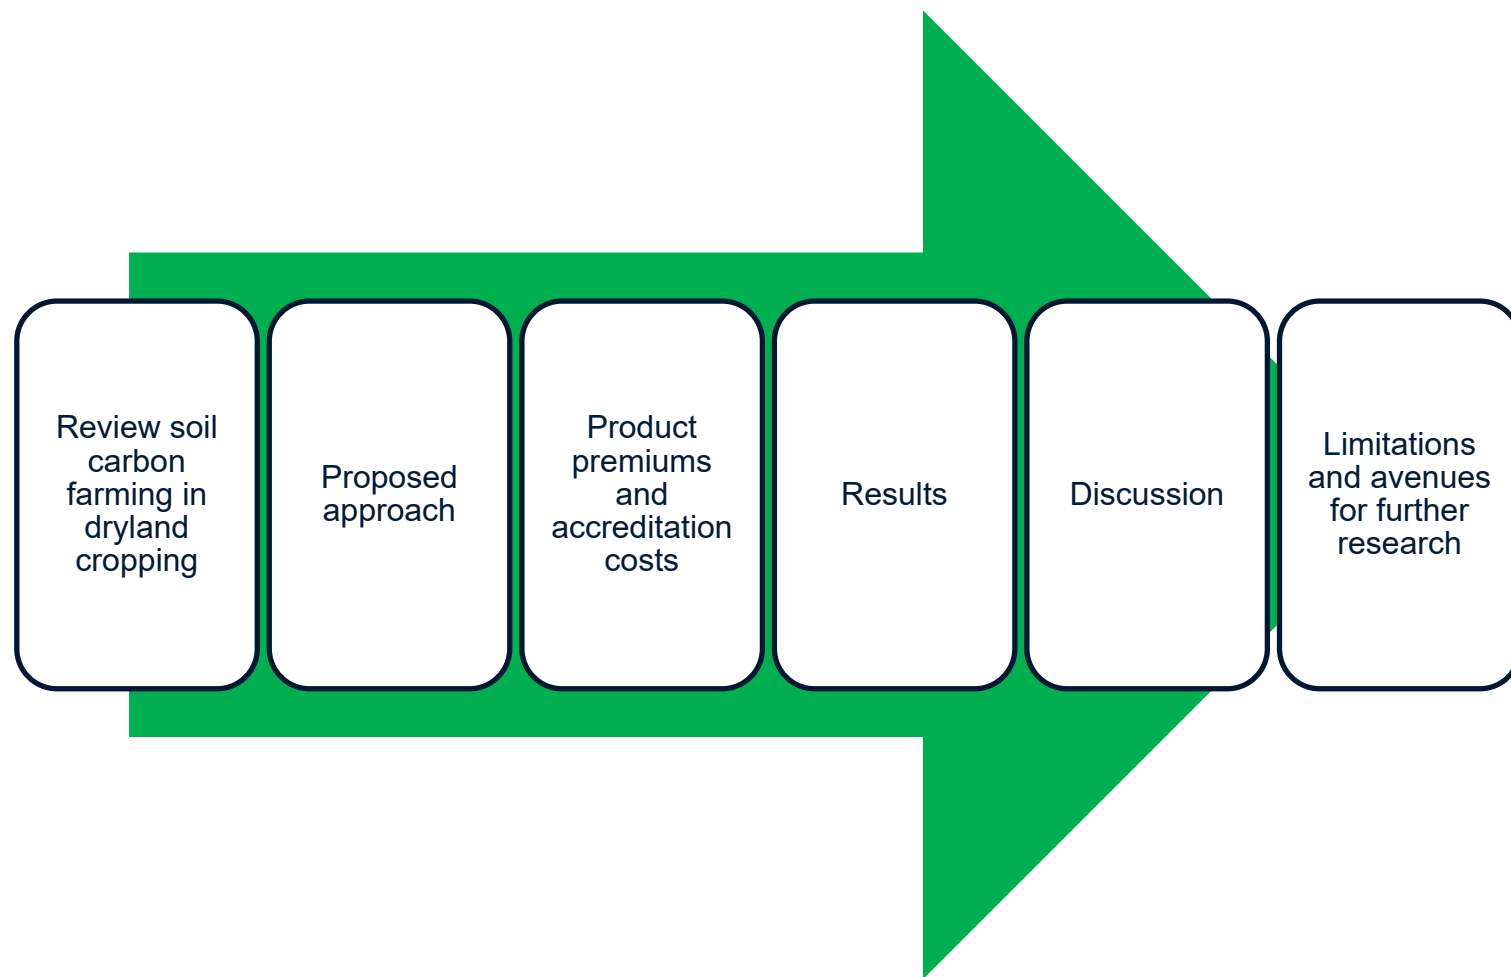 Review soil
carbon
farming in
dryland
cropping
Proposed
approach
Product
premiums
and
accreditation
costs
Results
Discussion
Limitations
and avenues
for further
research